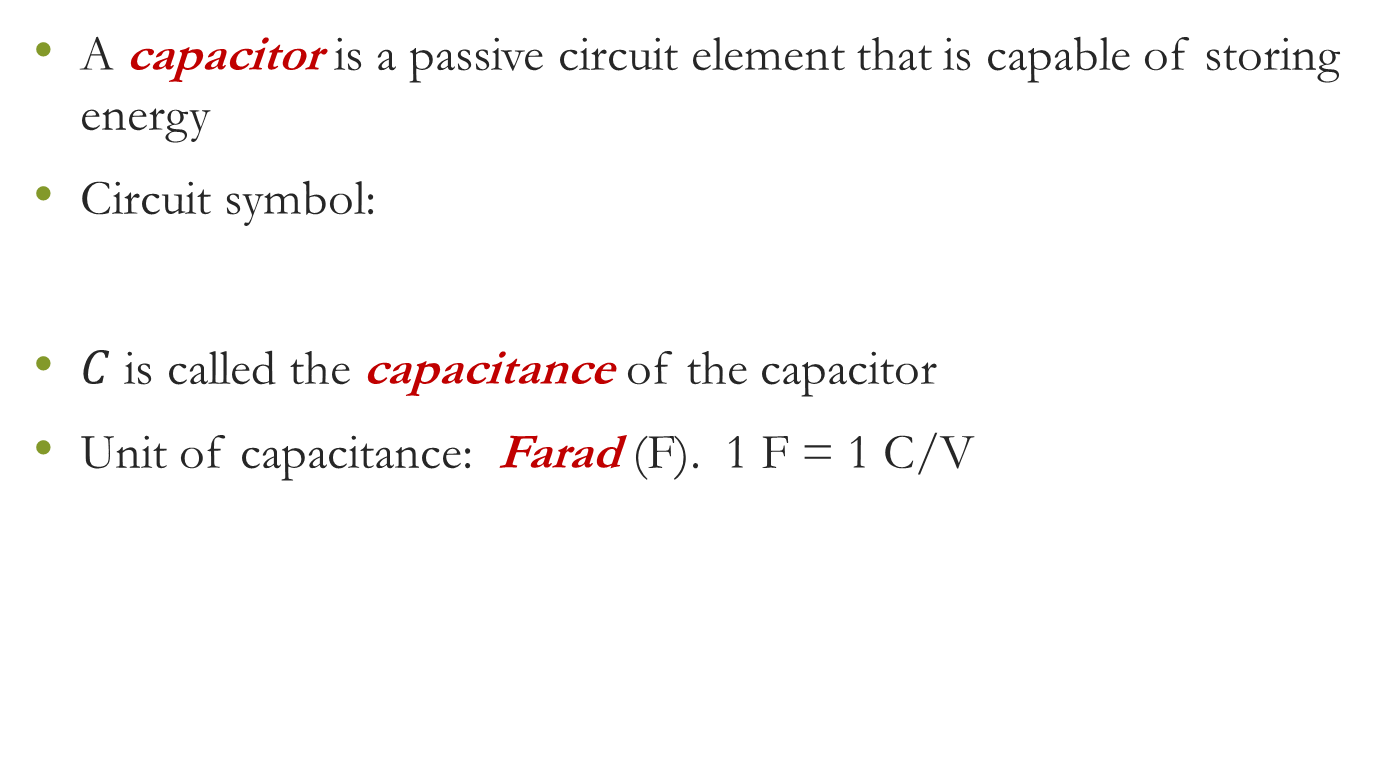 • A capacitor is a passive circuit element that is capable of storing
energy
• Circuit symbol:
• C is called the capacitance of the capacitor
• Unit of capacitance: Farad (F). 1 F = 1 C/V